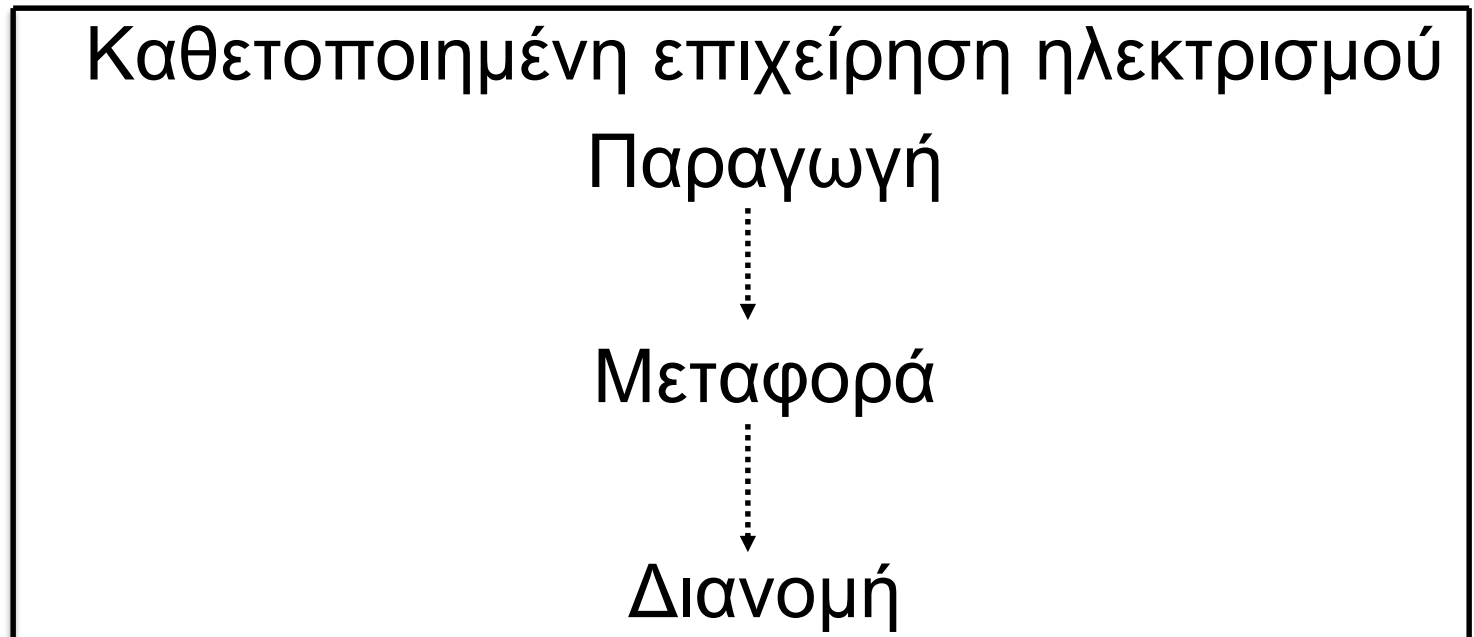 Καθετοποιημένη επιχείρηση ηλεκτρισμού
Παραγωγή
Μεταφορά
Διανομή